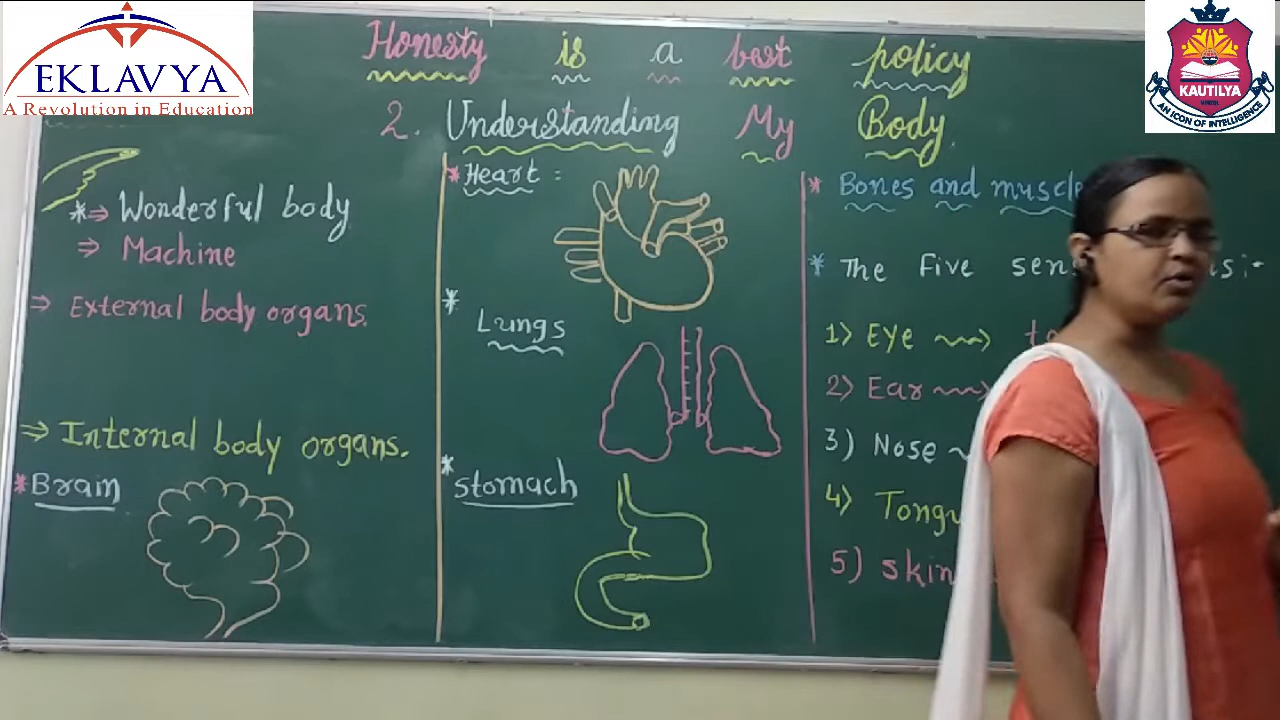 EKLAVYA
A Revolution in Education
KAUTILYA
AN ICON OF INTELLIGENCE
Honesty is a best policy
2. Understanding My Body
* ⇒ Wonderful body
⇒ Machine
⇒ External body organs.
⇒ Internal body organs.
* Brain
* Heart :
* Lungs
* Stomach
* Bones and muscle
* The Five sen
1) Eye
2) Ear
3) Nose
4) Tongu
5) skin